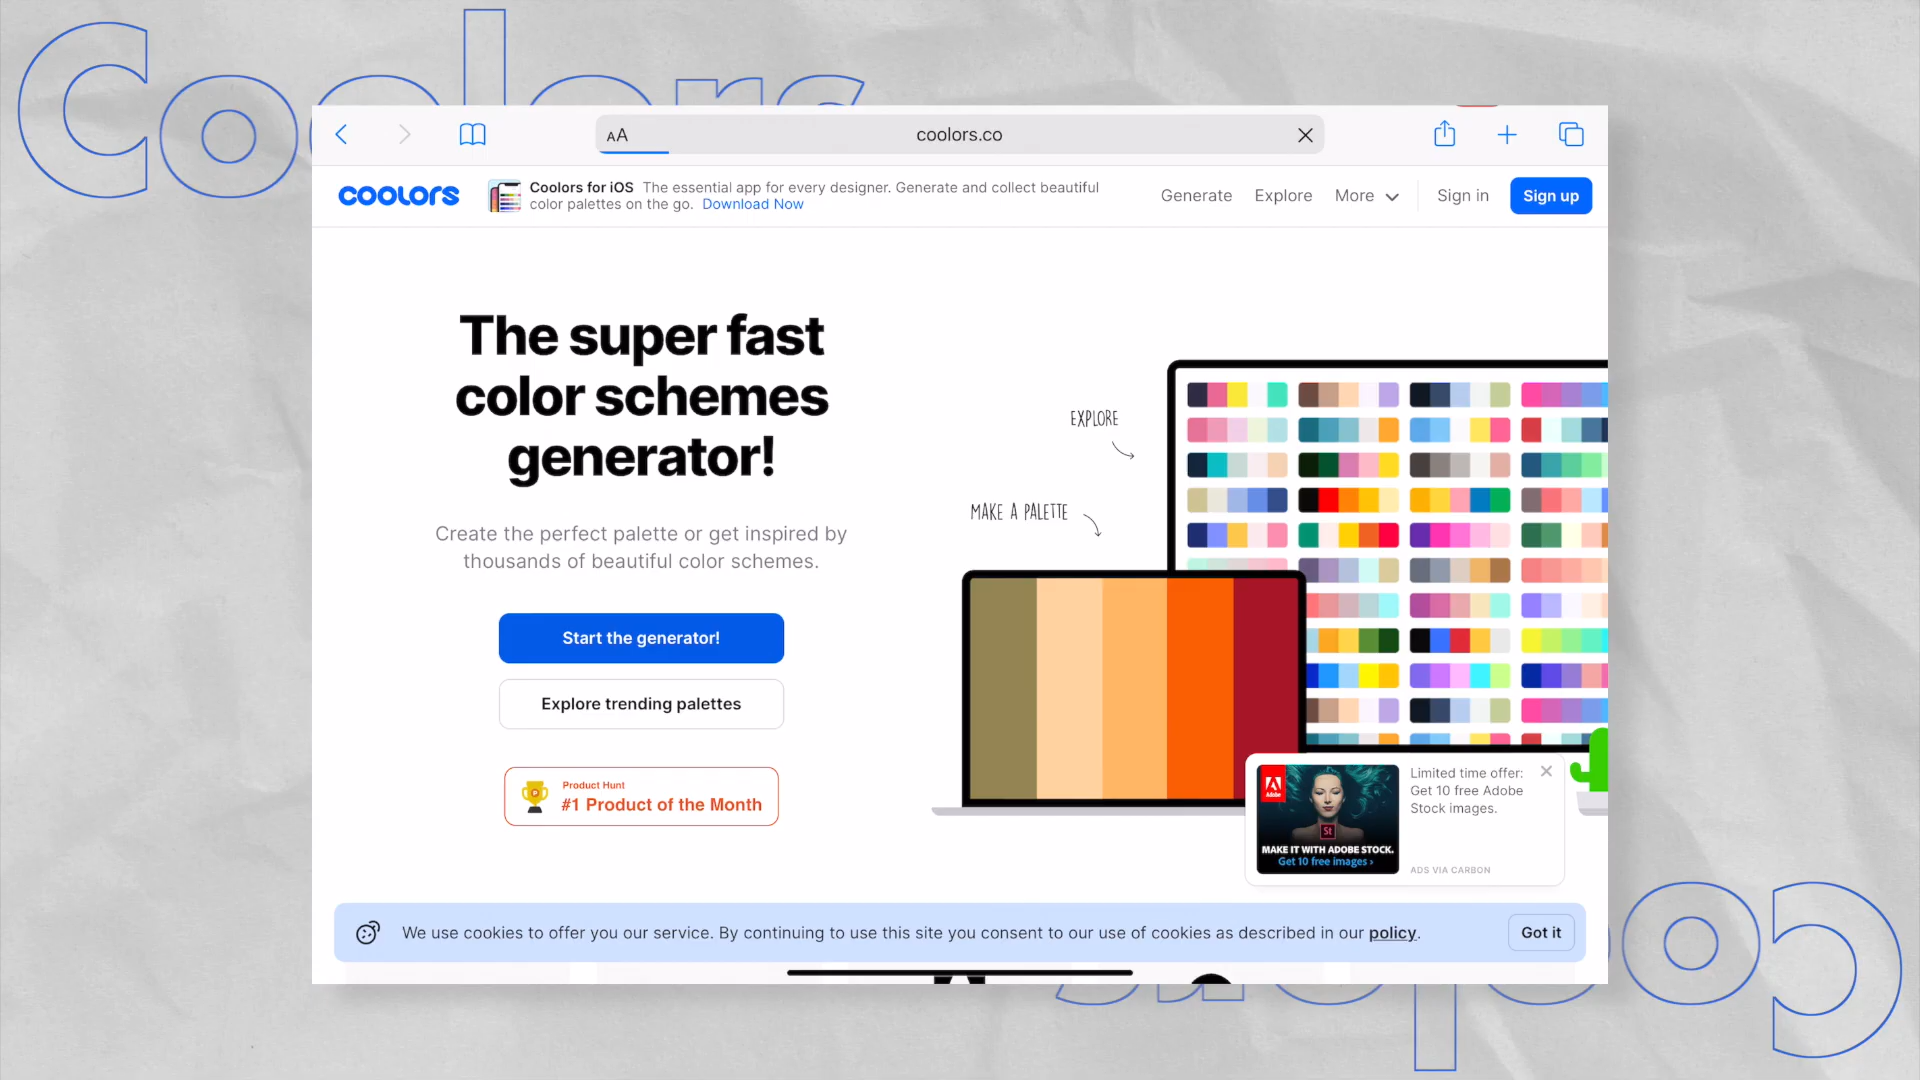 Coolors
AA
coolors.co
coolors
Coolors for iOS The essential app for every designer. Generate and collect beautiful
color palettes on the go. Download Now
Generate
Explore
More
Sign in
Sign up
The super fast
color schemes
generator!
Create the perfect palette or get inspired by
thousands of beautiful color schemes.
Start the generator!
Explore trending palettes
Product Hunt
#1 Product of the Month
EXPLORE
MAKE A PALETTE
Adobe
St
MAKE IT WITH ADOBE STOCK.
Get 10 free images ›
Limited time offer:
Get 10 free Adobe
Stock images.
ADS VIA CARBON
We use cookies to offer you our service. By continuing to use this site you consent to our use of cookies as described in our policy.
Got it
Coolors